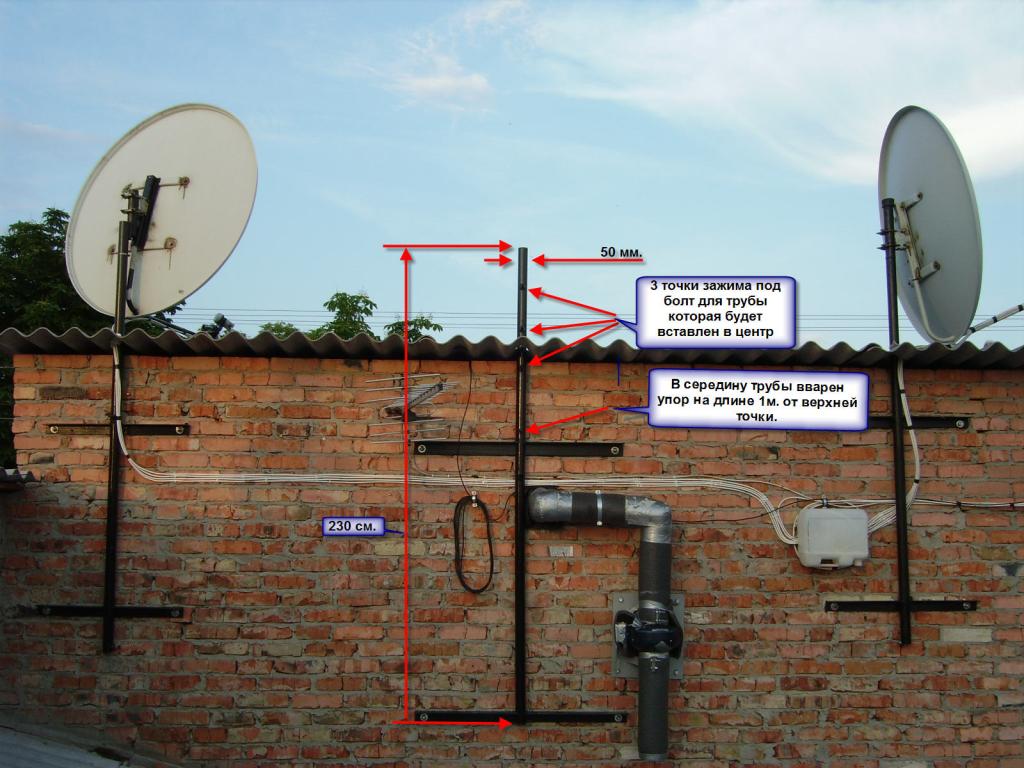 50 мм.
3 точки зажима под
болт для трубы
которая будет
вставлен в центр
В середину трубы вварен
упор на длине 1м. от верхней
точки.
230 см.